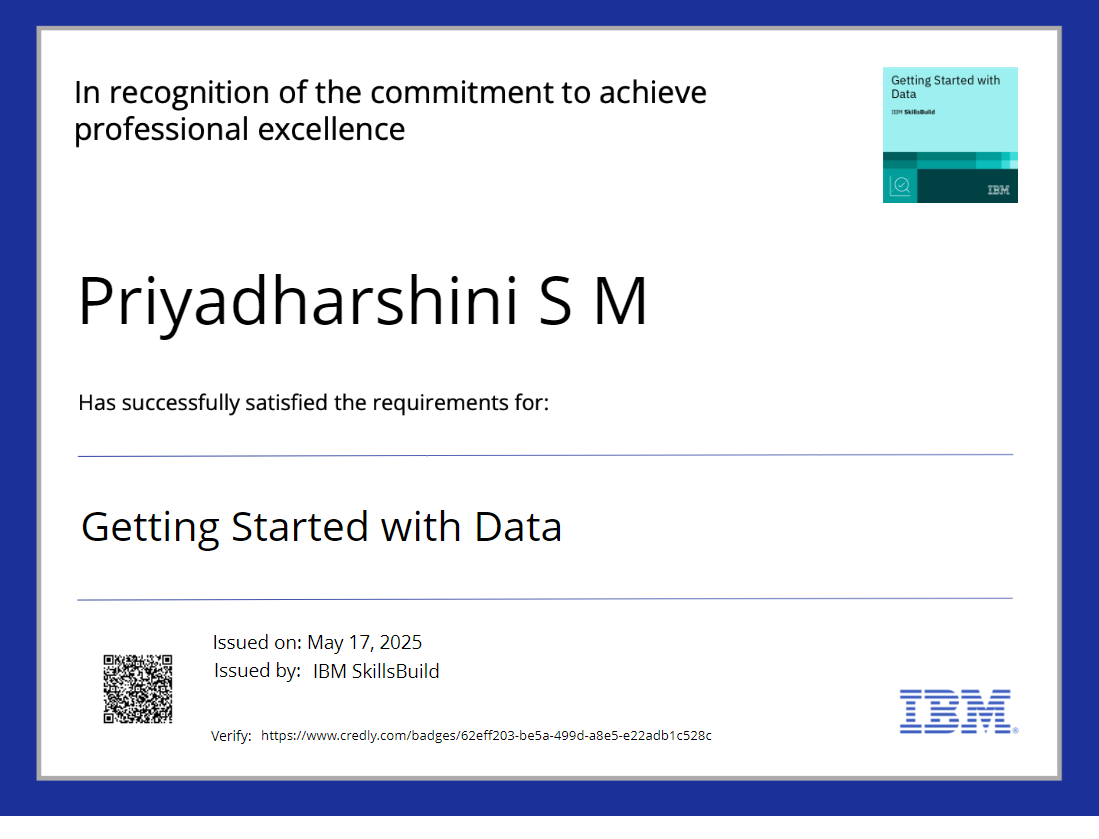 In recognition of the commitment to achieve
professional excellence
Getting Started with
Data
IBM SkillsBuild
IBM
Priyadharshini S M
Has successfully satisfied the requirements for:
Getting Started with Data
Issued on: May 17, 2025
Issued by: IBM SkillsBuild
Verify: https://www.credly.com/badges/62eff203-be5a-499d-a8e5-e22adb1c528c
IBM®